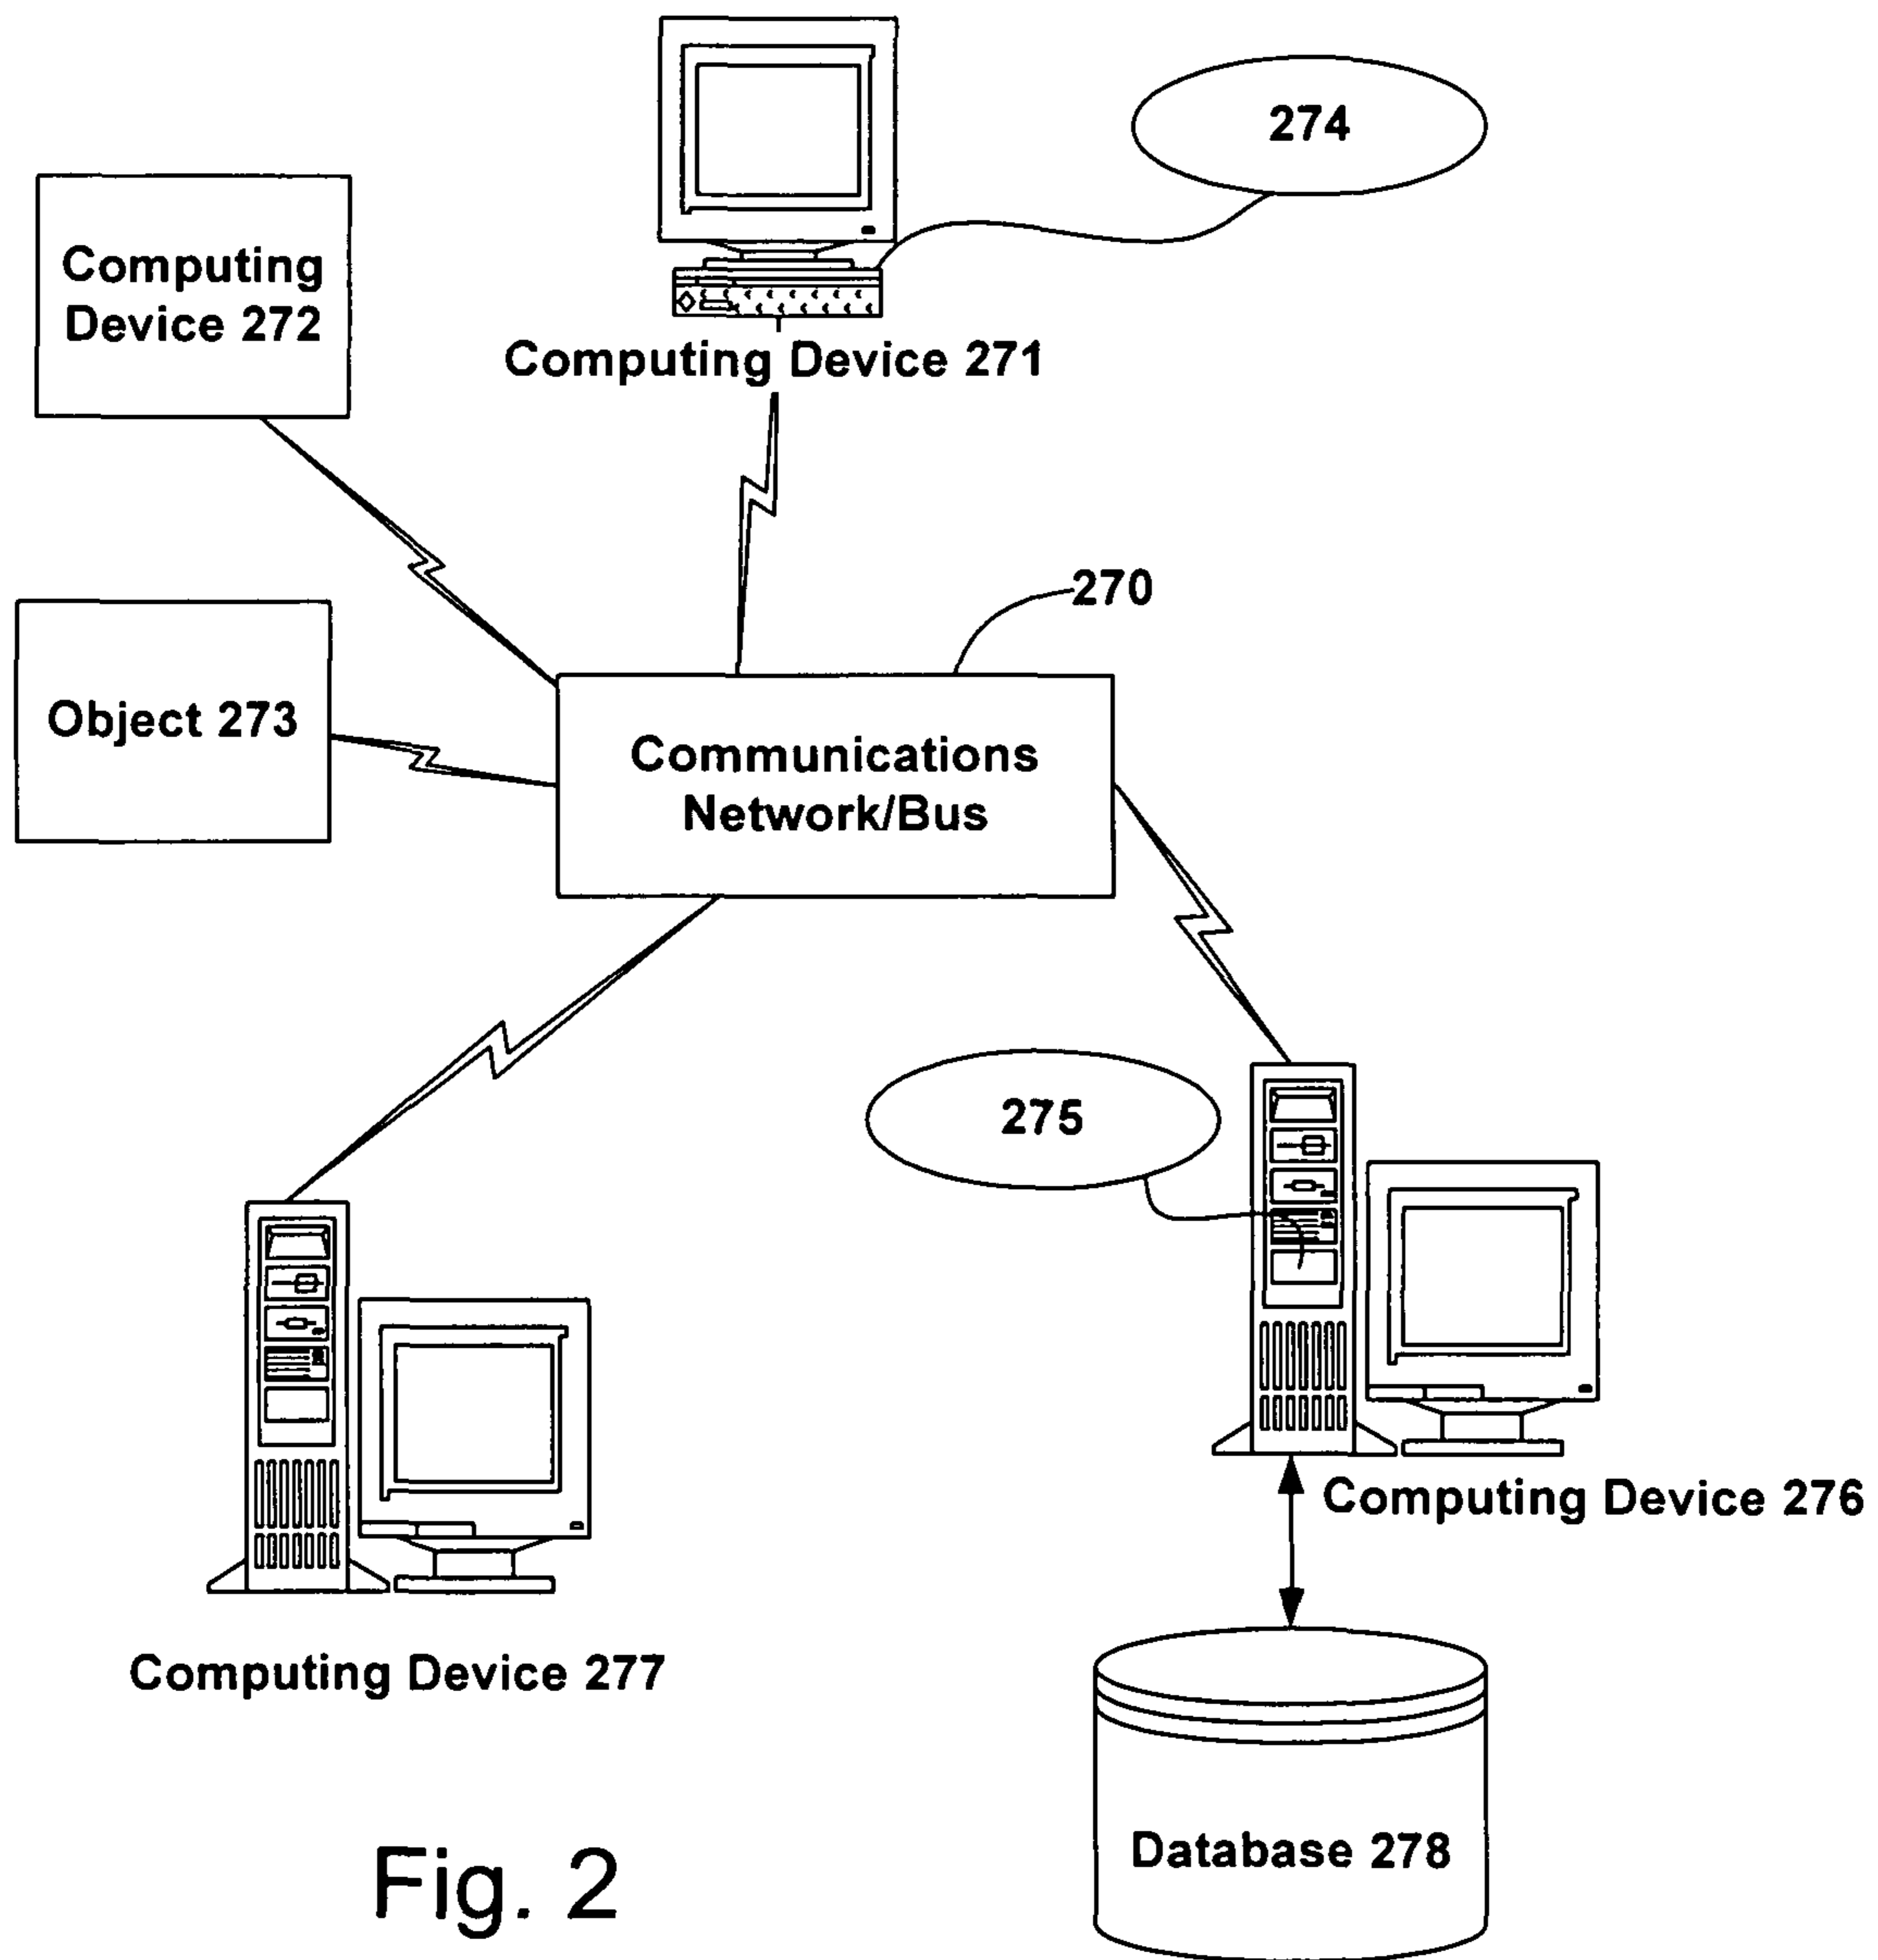 274
Computing
Device 272
Computing Device 271
270
Object 273
Communications
Network/Bus
275
Computing Device 276
Computing Device 277
Database 278
Fig. 2